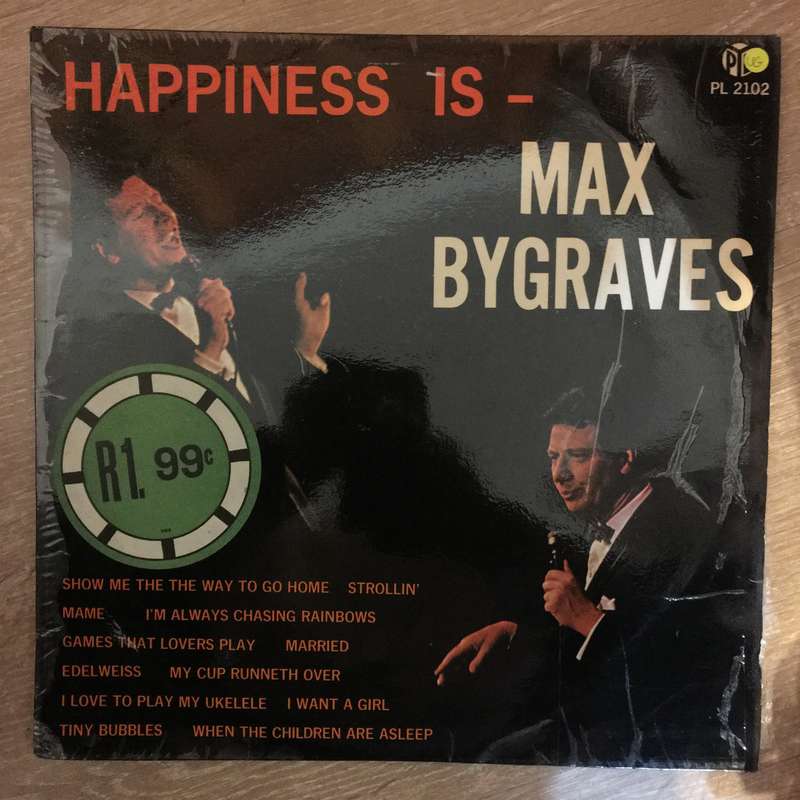 HAPPINESS IS –
PL 2102
MAX
BYGRAVES
R1. 99c
SHOW ME THE THE WAY TO GO HOME STROLLIN'
MAME I'M ALWAYS CHASING RAINBOWS
GAMES THAT LOVERS PLAY MARRIED
EDELWEISS MY CUP RUNNETH OVER
I LOVE TO PLAY MY UKELELE I WANT A GIRL
TINY BUBBLES WHEN THE CHILDREN ARE ASLEEP